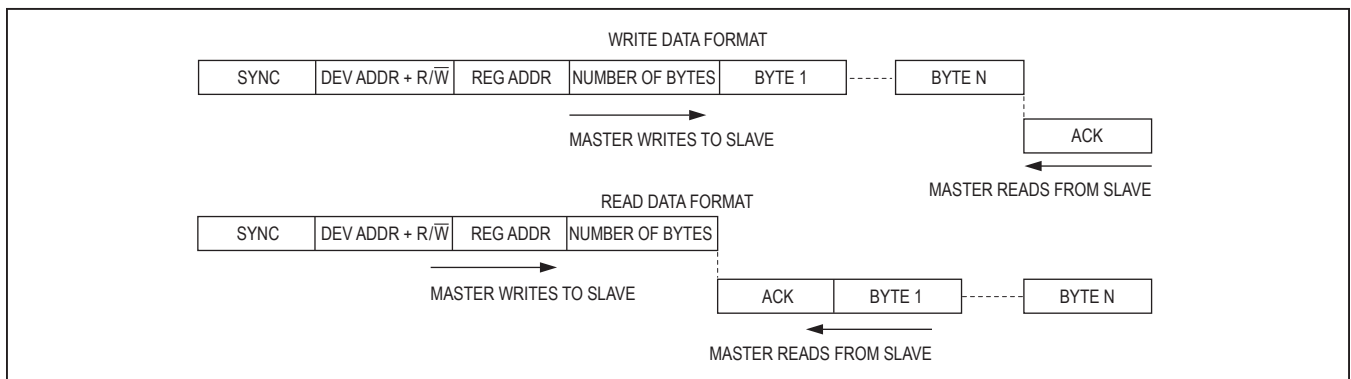 WRITE DATA FORMAT
SYNC DEV ADDR + R/W̅ REG ADDR NUMBER OF BYTES BYTE 1 BYTE N
MASTER WRITES TO SLAVE
ACK
MASTER READS FROM SLAVE
READ DATA FORMAT
SYNC DEV ADDR + R/W̅ REG ADDR NUMBER OF BYTES
MASTER WRITES TO SLAVE
ACK BYTE 1 BYTE N
MASTER READS FROM SLAVE